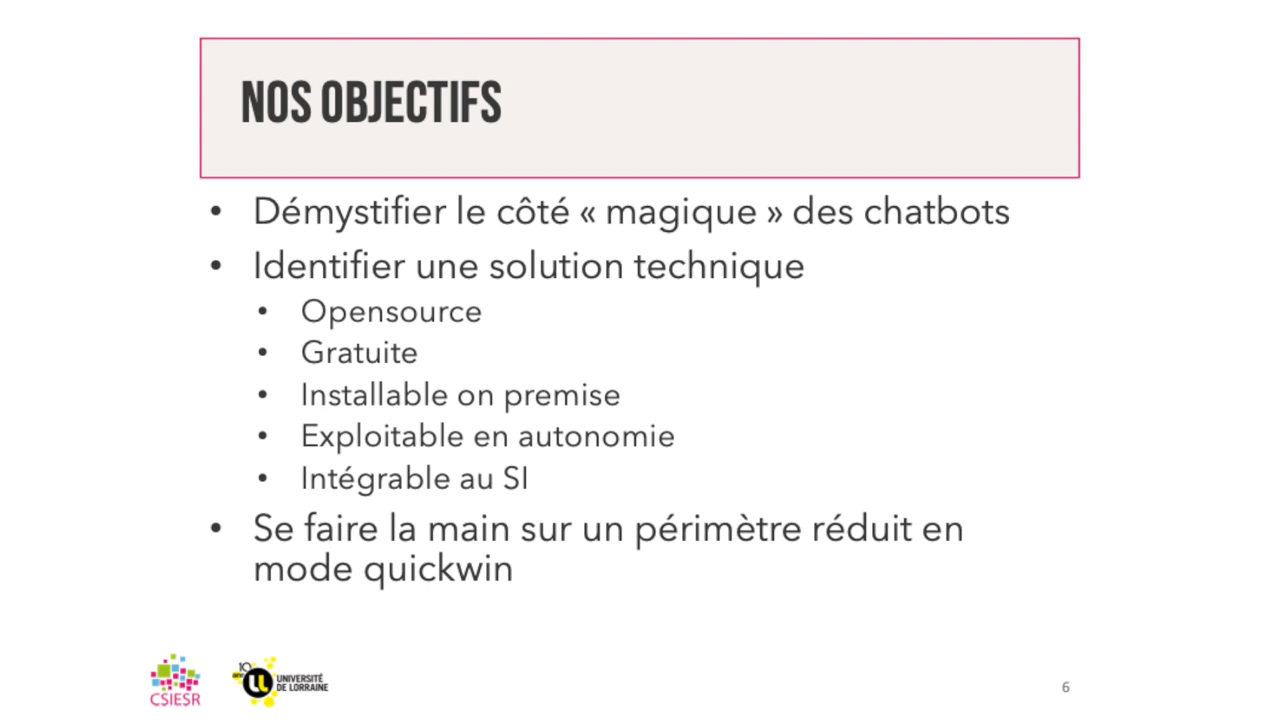 NOS OBJECTIFS
• Démystifier le côté « magique » des chatbots
• Identifier une solution technique
• Opensource
• Gratuite
• Installable on premise
• Exploitable en autonomie
• Intégrable au SI
• Se faire la main sur un périmètre réduit en
mode quickwin
CSIESR
10
ans
UNIVERSITÉ
DE LORRAINE
6